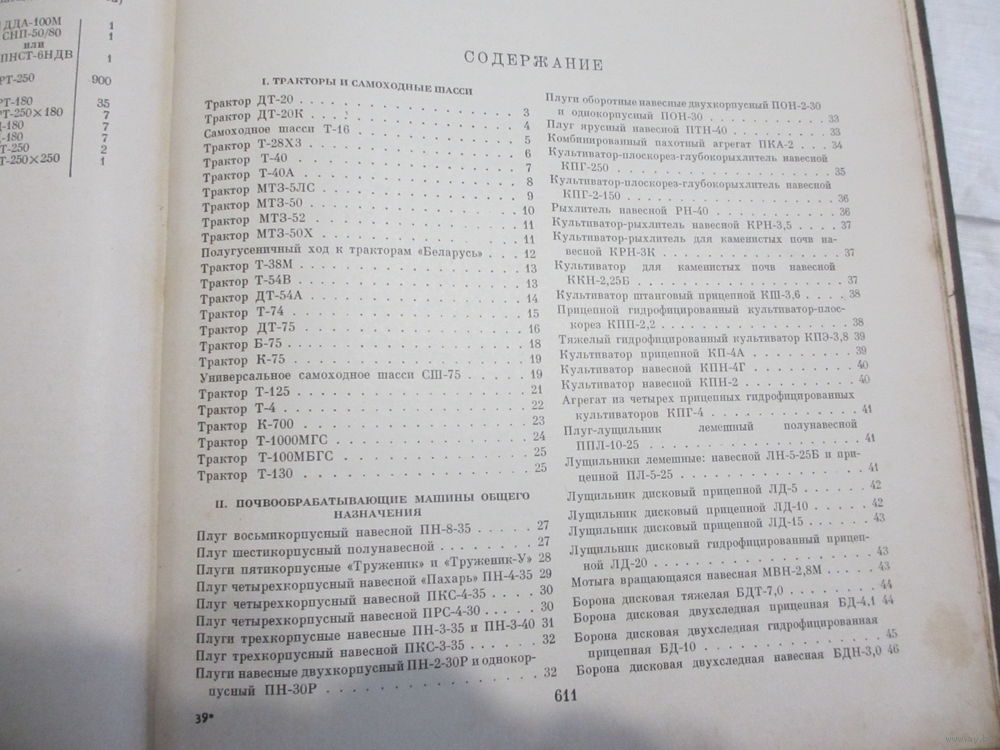 ДДА-100М 1
СНП-50/80 1
или
ПНСТ-6НДВ 1
РТ-250 900
РТ-180 35
РТ-250×180 7
-180 7
-180 7
Т-250 2
Т-250×250 1
СОДЕРЖАНИЕ
I. ТРАКТОРЫ И САМОХОДНЫЕ ШАССИ
Трактор ДТ-20 . . . . . . . . . . . . . 3
Трактор ДТ-20К . . . . . . . . . . . . 4
Самоходное шасси Т-16 . . . . . . . . . 5
Трактор Т-28Х3 . . . . . . . . . . . . 6
Трактор Т-40 . . . . . . . . . . . . . 7
Трактор Т-40А . . . . . . . . . . . . . 8
Трактор МТЗ-5ЛС . . . . . . . . . . . . 9
Трактор МТЗ-50 . . . . . . . . . . . . 10
Трактор МТЗ-52 . . . . . . . . . . . . 11
Трактор МТЗ-50Х . . . . . . . . . . . . 11
Полугусеничный ход к тракторам «Беларусь» . . 12
Трактор Т-38М . . . . . . . . . . . . . 13
Трактор Т-54В . . . . . . . . . . . . . 13
Трактор ДТ-54А . . . . . . . . . . . . 14
Трактор Т-74 . . . . . . . . . . . . . 15
Трактор ДТ-75 . . . . . . . . . . . . . 16
Трактор Б-75 . . . . . . . . . . . . . 18
Трактор К-75 . . . . . . . . . . . . . 19
Универсальное самоходное шасси СШ-75 . . . . 19
Трактор Т-125 . . . . . . . . . . . . . 21
Трактор Т-4 . . . . . . . . . . . . . . 22
Трактор К-700 . . . . . . . . . . . . . 23
Трактор Т-1000МГС . . . . . . . . . . . 24
Трактор Т-100МБГС . . . . . . . . . . . 25
Трактор Т-130 . . . . . . . . . . . . . 25
II. ПОЧВООБРАБАТЫВАЮЩИЕ МАШИНЫ ОБЩЕГО
НАЗНАЧЕНИЯ
Плуг восьмикорпусный навесной ПН-8-35 . . . . . 27
Плуг шестикорпусный полунавесной . . . . . . . 27
Плуги пятикорпусные «Труженик» и «Труженик-У» 28
Плуг четырехкорпусный навесной «Пахарь» ПН-4-35 29
Плуг четырехкорпусный навесной ПКС-4-35 . . . . 30
Плуг четырехкорпусный навесной ПРС-4-30 . . . . 30
Плуги трехкорпусные навесные ПН-3-35 и ПН-3-40 31
Плуг трехкорпусный навесной ПКС-3-35 . . . . . 32
Плуги навесные двухкорпусный ПН-2-30Р и однокор-
пусный ПН-30Р . . . . . . . . . . . . . . 32
39*
Плуги оборотные навесные двухкорпусный ПОН-2-30
и однокорпусный ПОН-30 . . . . . . . . . 33
Плуг ярусный навесной ПТН-40 . . . . . . . . 33
Комбинированный пахотный агрегат ПКА-2 . . . 34
Культиватор-плоскорез-глубокорыхлитель навесной
КПГ-250 . . . . . . . . . . . . . . . . 35
Культиватор-плоскорез-глубокорыхлитель навесной
КПГ-2-150 . . . . . . . . . . . . . . . 36
Рыхлитель навесной РН-40 . . . . . . . . . . 36
Культиватор-рыхлитель навесной КРН-3,5 . . . . 37
Культиватор-рыхлитель для каменистых почв на-
весной КРН-3К . . . . . . . . . . . . . 37
Культиватор для каменистых почв навесной
ККН-2,25Б . . . . . . . . . . . . . . . 37
Культиватор штанговый прицепной КШ-3,6 . . . . 38
Прицепной гидрофицированный культиватор-плос-
корез КПП-2,2 . . . . . . . . . . . . . 38
Тяжелый гидрофицированный культиватор КПЭ-3,8 39
Культиватор прицепной КП-4А . . . . . . . . . 39
Культиватор навесной КПН-4Г . . . . . . . . . 40
Культиватор навесной КПН-2 . . . . . . . . . 40
Агрегат из четырех прицепных гидрофицированных
культиваторов КПГ-4 . . . . . . . . . . . 41
Плуг-лущильник лемешный полунавесной
ППЛ-10-25 . . . . . . . . . . . . . . . 41
Лущильники лемешные: навесной ЛН-5-25Б и при-
цепной ПЛ-5-25 . . . . . . . . . . . . . 41
Лущильник дисковый прицепной ЛД-5 . . . . . . 42
Лущильник дисковый прицепной ЛД-10 . . . . . 42
Лущильник дисковый прицепной ЛД-15 . . . . . 43
Лущильник дисковый гидрофицированный прицеп-
ной ЛД-20 . . . . . . . . . . . . . . . 43
Мотыга вращающаяся навесная МВН-2,8М . . . . 43
Борона дисковая тяжелая БДТ-7,0 . . . . . . . 44
Борона дисковая двухследная прицепная БД-4,1 44
Борона дисковая двухследная гидрофицированная
прицепная БД-10 . . . . . . . . . . . . . 45
Борона дисковая двухследная навесная БДН-3,0 46
611